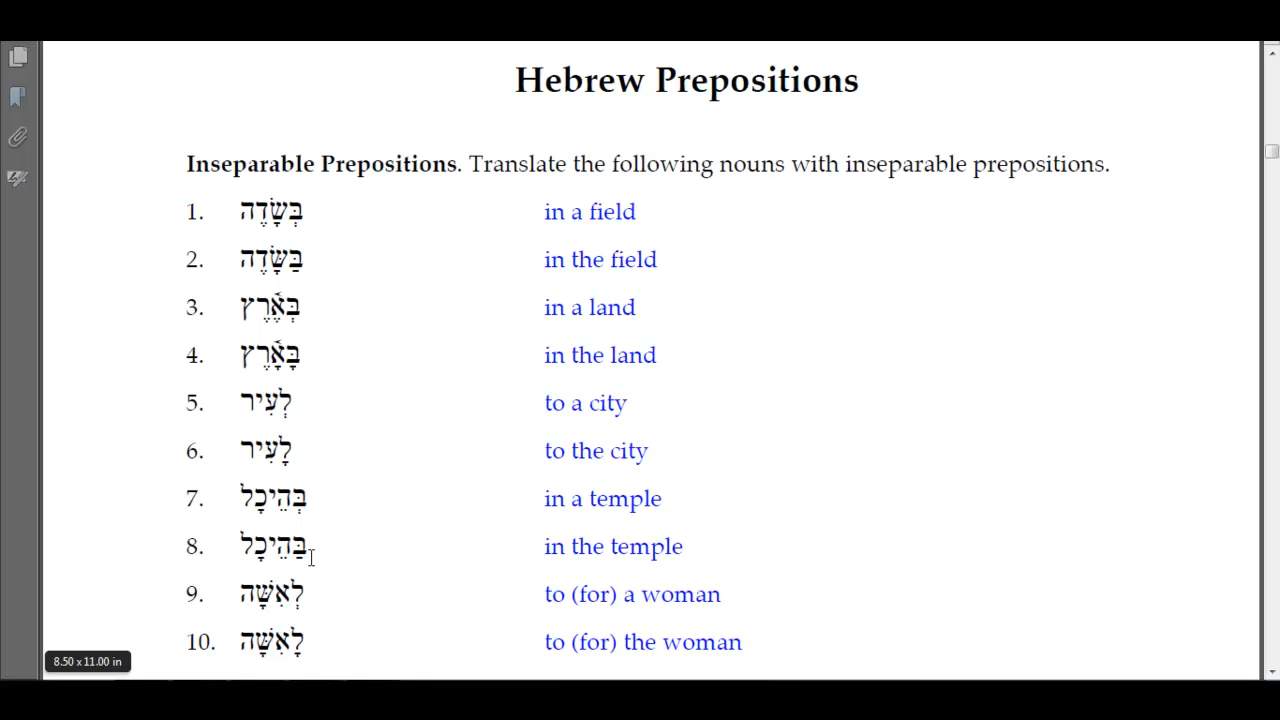 Hebrew Prepositions
Inseparable Prepositions. Translate the following nouns with inseparable prepositions.
1. בְּשָׂדֶה in a field
2. בַּשָּׂדֶה in the field
3. בְּאֶ֫רֶץ in a land
4. בָּאָ֫רֶץ in the land
5. לְעִיר to a city
6. לָעִיר to the city
7. בְּהֵיכָל in a temple
8. בַּהֵיכָל in the temple
9. לְאִשָּׁה to (for) a woman
10. לָאִשָּׁה to (for) the woman
8.50 x 11.00 in